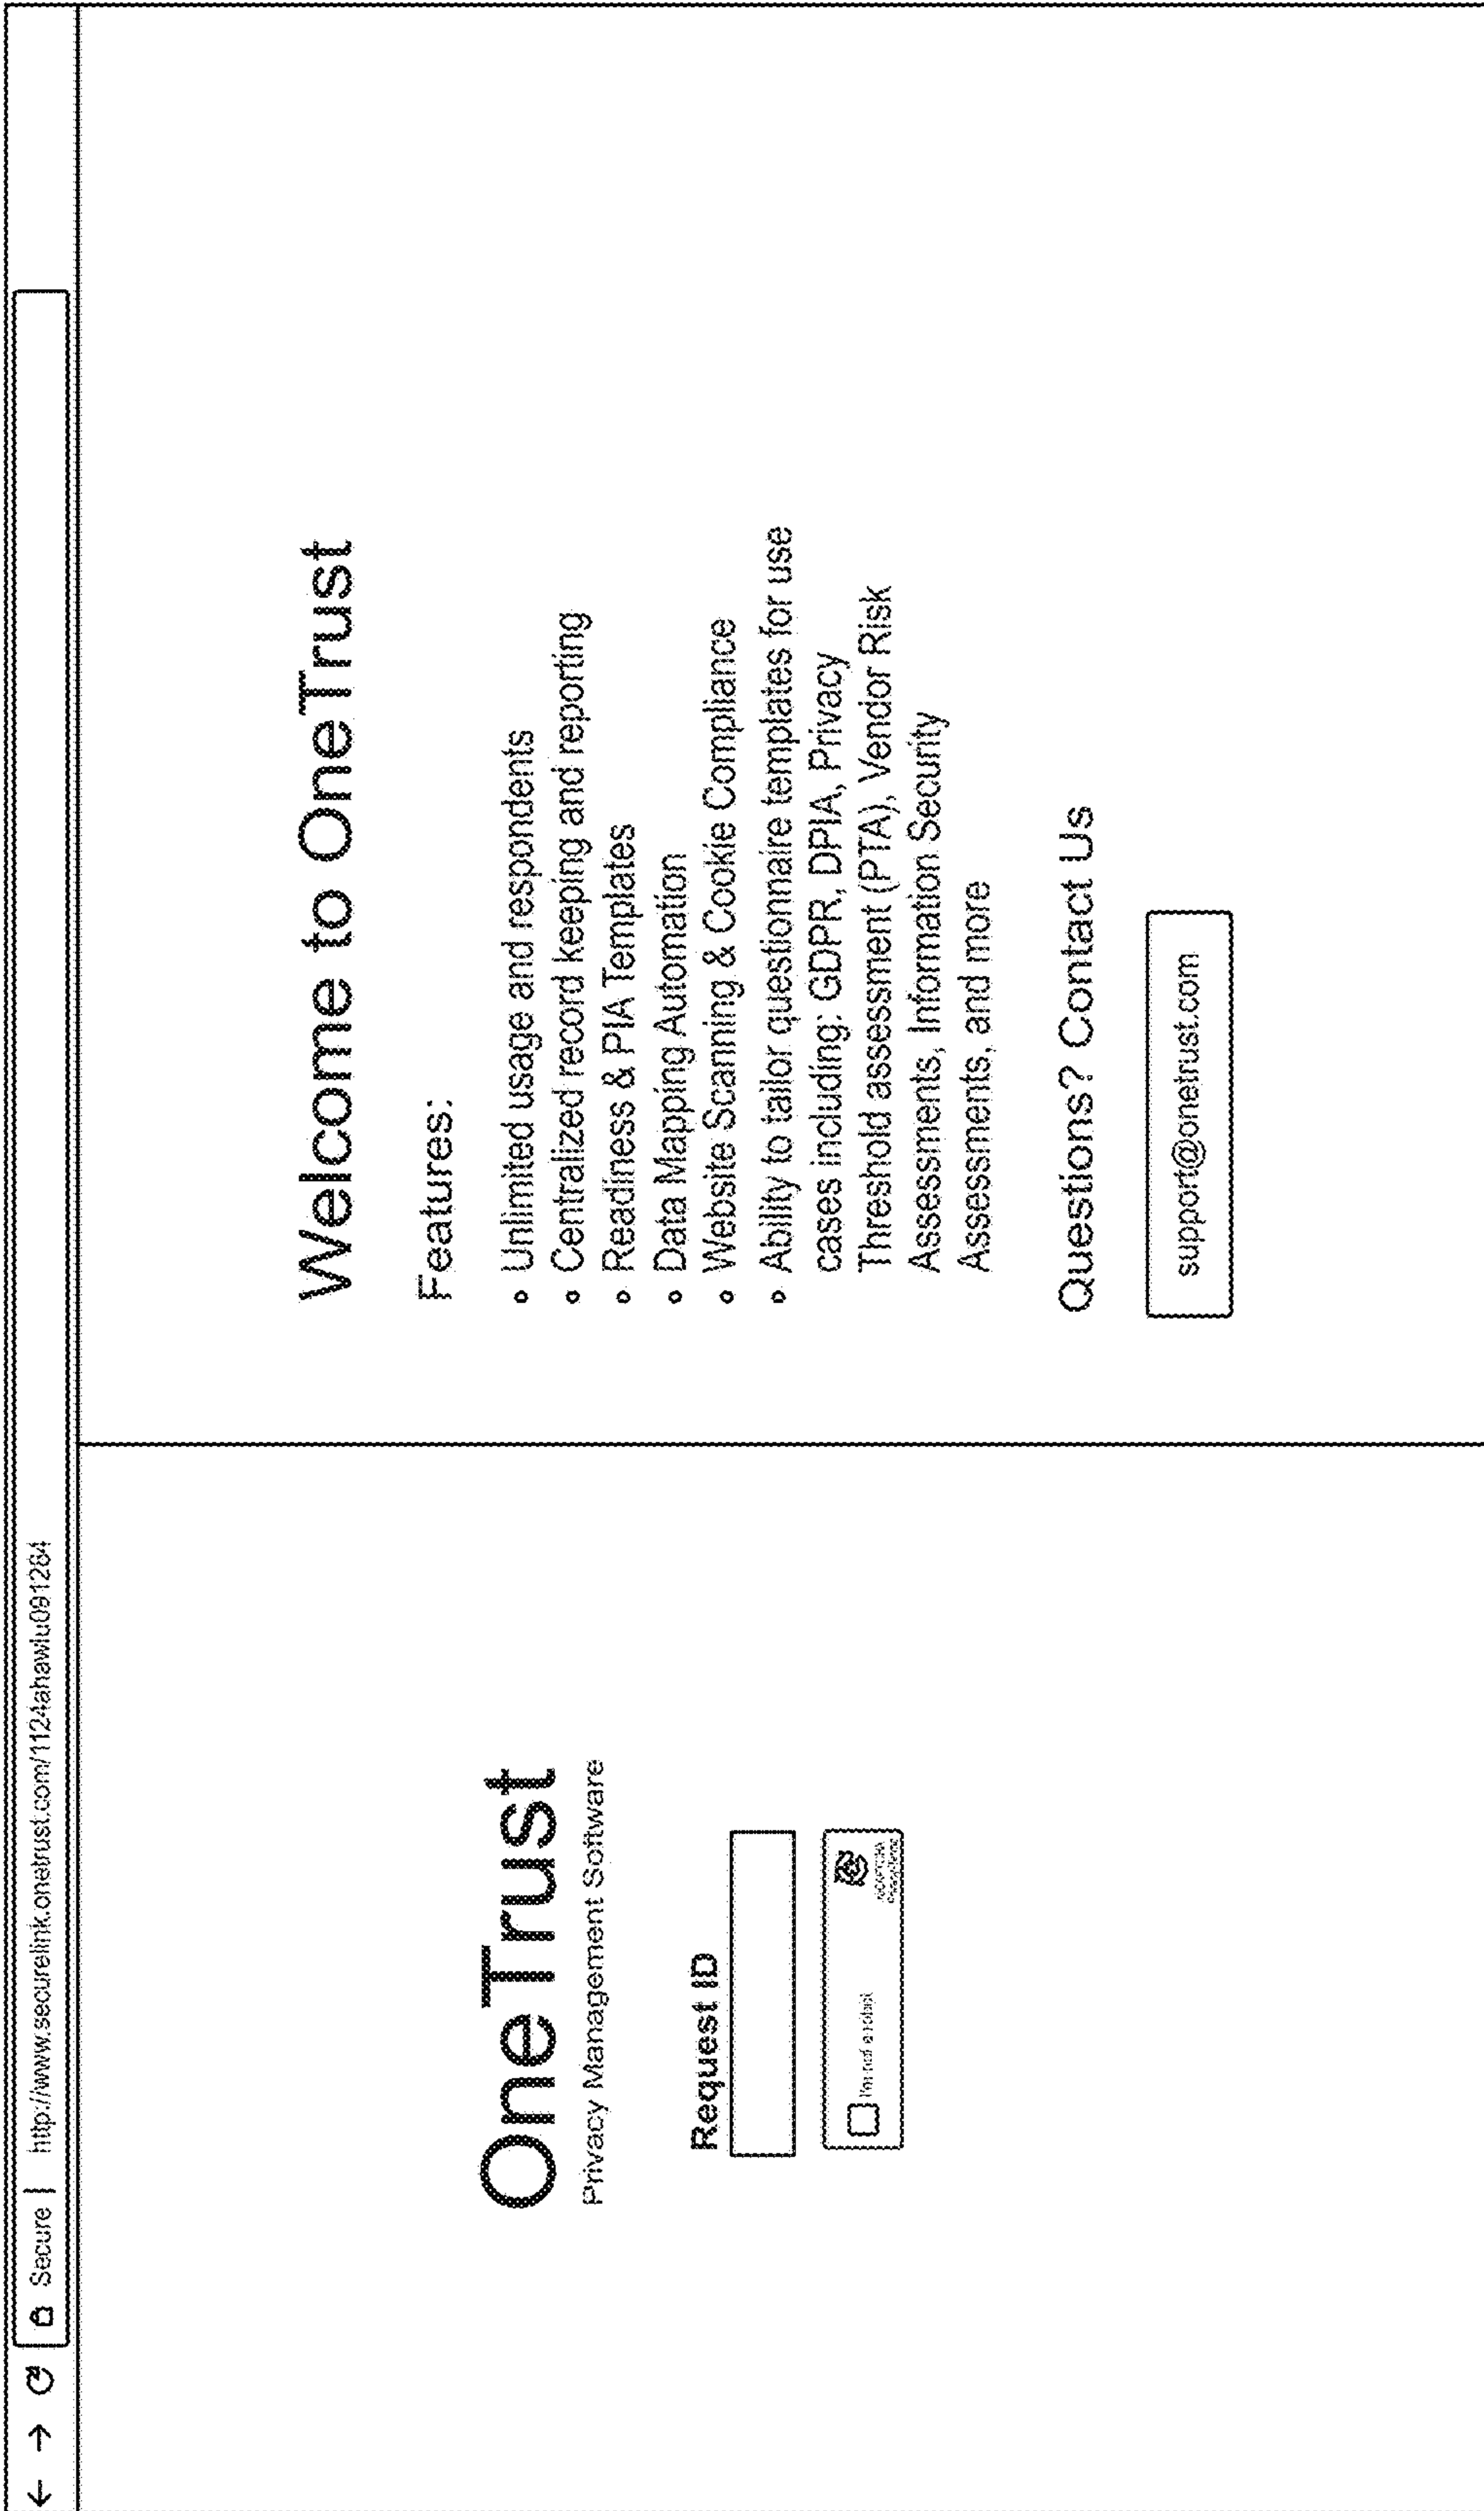 Secure | http://www.securelink.onetrust.com/1124ahawlu091284
OneTrust
Privacy Management Software
Request ID
I'm not a robot
Welcome to OneTrust
Features:
Unlimited usage and respondents
Centralized record keeping and reporting
Readiness & PIA Templates
Data Mapping Automation
Website Scanning & Cookie Compliance
Ability to tailor questionnaire templates for use
cases including: GDPR, DPIA, Privacy
Threshold assessment (PTA), Vendor Risk
Assessments, Information Security
Assessments, and more
Questions? Contact Us
support@onetrust.com